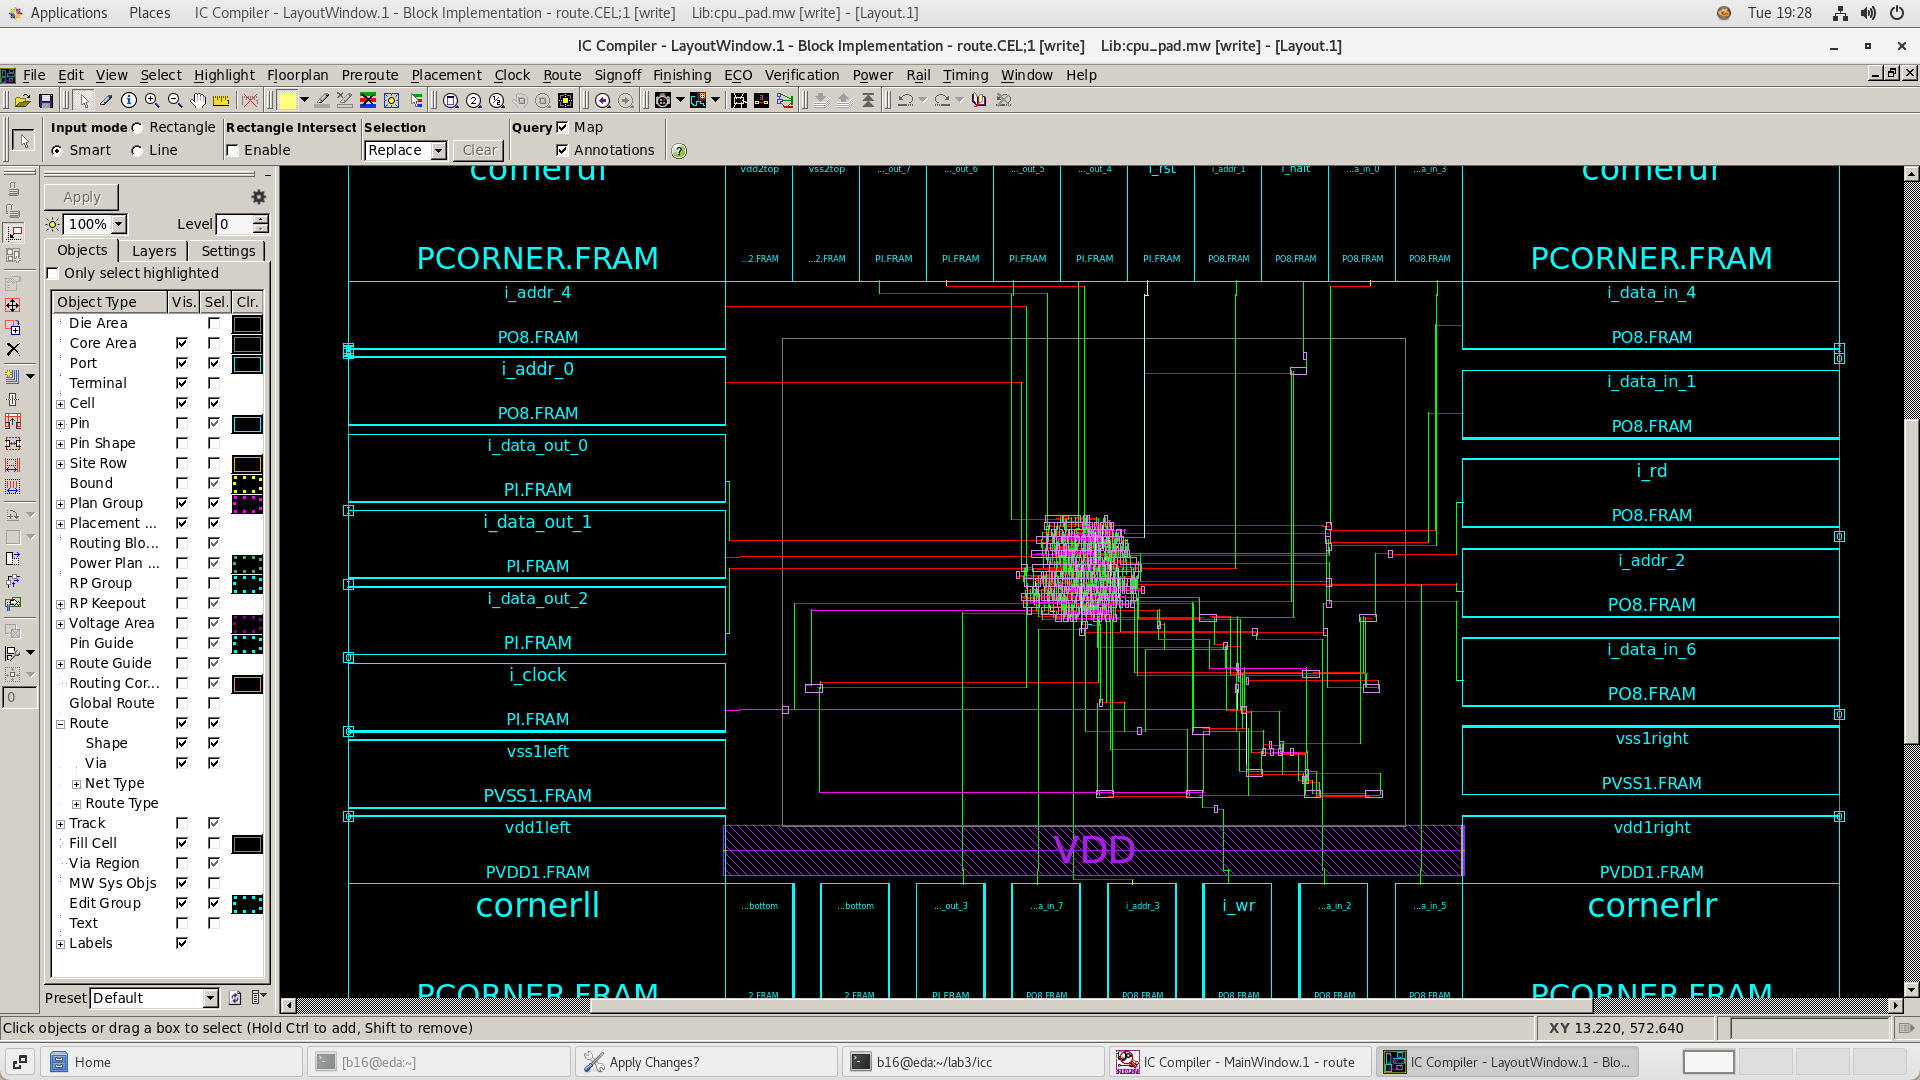 Applications Places IC Compiler - LayoutWindow.1 - Block Implementation - route.CEL;1 [write] Lib:cpu_pad.mw [write] - [Layout.1] Tue 19:28
IC Compiler - LayoutWindow.1 - Block Implementation - route.CEL;1 [write] Lib:cpu_pad.mw [write] - [Layout.1]
File Edit View Select Highlight Floorplan Preroute Placement Clock Route Signoff Finishing ECO Verification Power Rail Timing Window Help
Input mode Rectangle Rectangle Intersect Selection Query Map
Smart Line Enable Replace Clear Annotations
Apply
100% Level 0
Objects Layers Settings
Only select highlighted
Object Type Vis. Sel. Clr.
Die Area
Core Area
Port
Terminal
Cell
Pin
Pin Shape
Site Row
Bound
Plan Group
Placement ...
Routing Blo...
Power Plan ...
RP Group
RP Keepout
Voltage Area
Pin Guide
Route Guide
Routing Cor...
Global Route
Route
Shape
Via
Net Type
Route Type
Track
Fill Cell
Via Region
MW Sys Objs
Edit Group
Text
Labels
Preset Default
0
cornerul vdd2top vss2top ..._out_7 ..._out_6 ..._out_5 ..._out_4 i_rst i_addr_1 i_halt ...a_in_0 ...a_in_3 cornerur
PCORNER.FRAM ...2.FRAM ...2.FRAM PI.FRAM PI.FRAM PI.FRAM PI.FRAM PI.FRAM PO8.FRAM PO8.FRAM PO8.FRAM PO8.FRAM PCORNER.FRAM
i_addr_4
PO8.FRAM
i_addr_0
PO8.FRAM
i_data_out_0
PI.FRAM
i_data_out_1
PI.FRAM
i_data_out_2
PI.FRAM
i_clock
PI.FRAM
vss1left
PVSS1.FRAM
vdd1left
PVDD1.FRAM
i_data_in_4
PO8.FRAM
i_data_in_1
PO8.FRAM
i_rd
PO8.FRAM
i_addr_2
PO8.FRAM
i_data_in_6
PO8.FRAM
vss1right
PVSS1.FRAM
vdd1right
PVDD1.FRAM
VDD
cornerll ...bottom ...bottom ..._out_3 ...a_in_7 i_addr_3 i_wr ...a_in_2 ...a_in_5 cornerlr
PCORNER.FRAM ...2.FRAM ...2.FRAM PI.FRAM PO8.FRAM PO8.FRAM PO8.FRAM PO8.FRAM PO8.FRAM PCORNER.FRAM
Click objects or drag a box to select (Hold Ctrl to add, Shift to remove) XY 13.220, 572.640
Home [b16@eda:~] Apply Changes? b16@eda:~/lab3/icc IC Compiler - MainWindow.1 - route IC Compiler - LayoutWindow.1 - Blo...